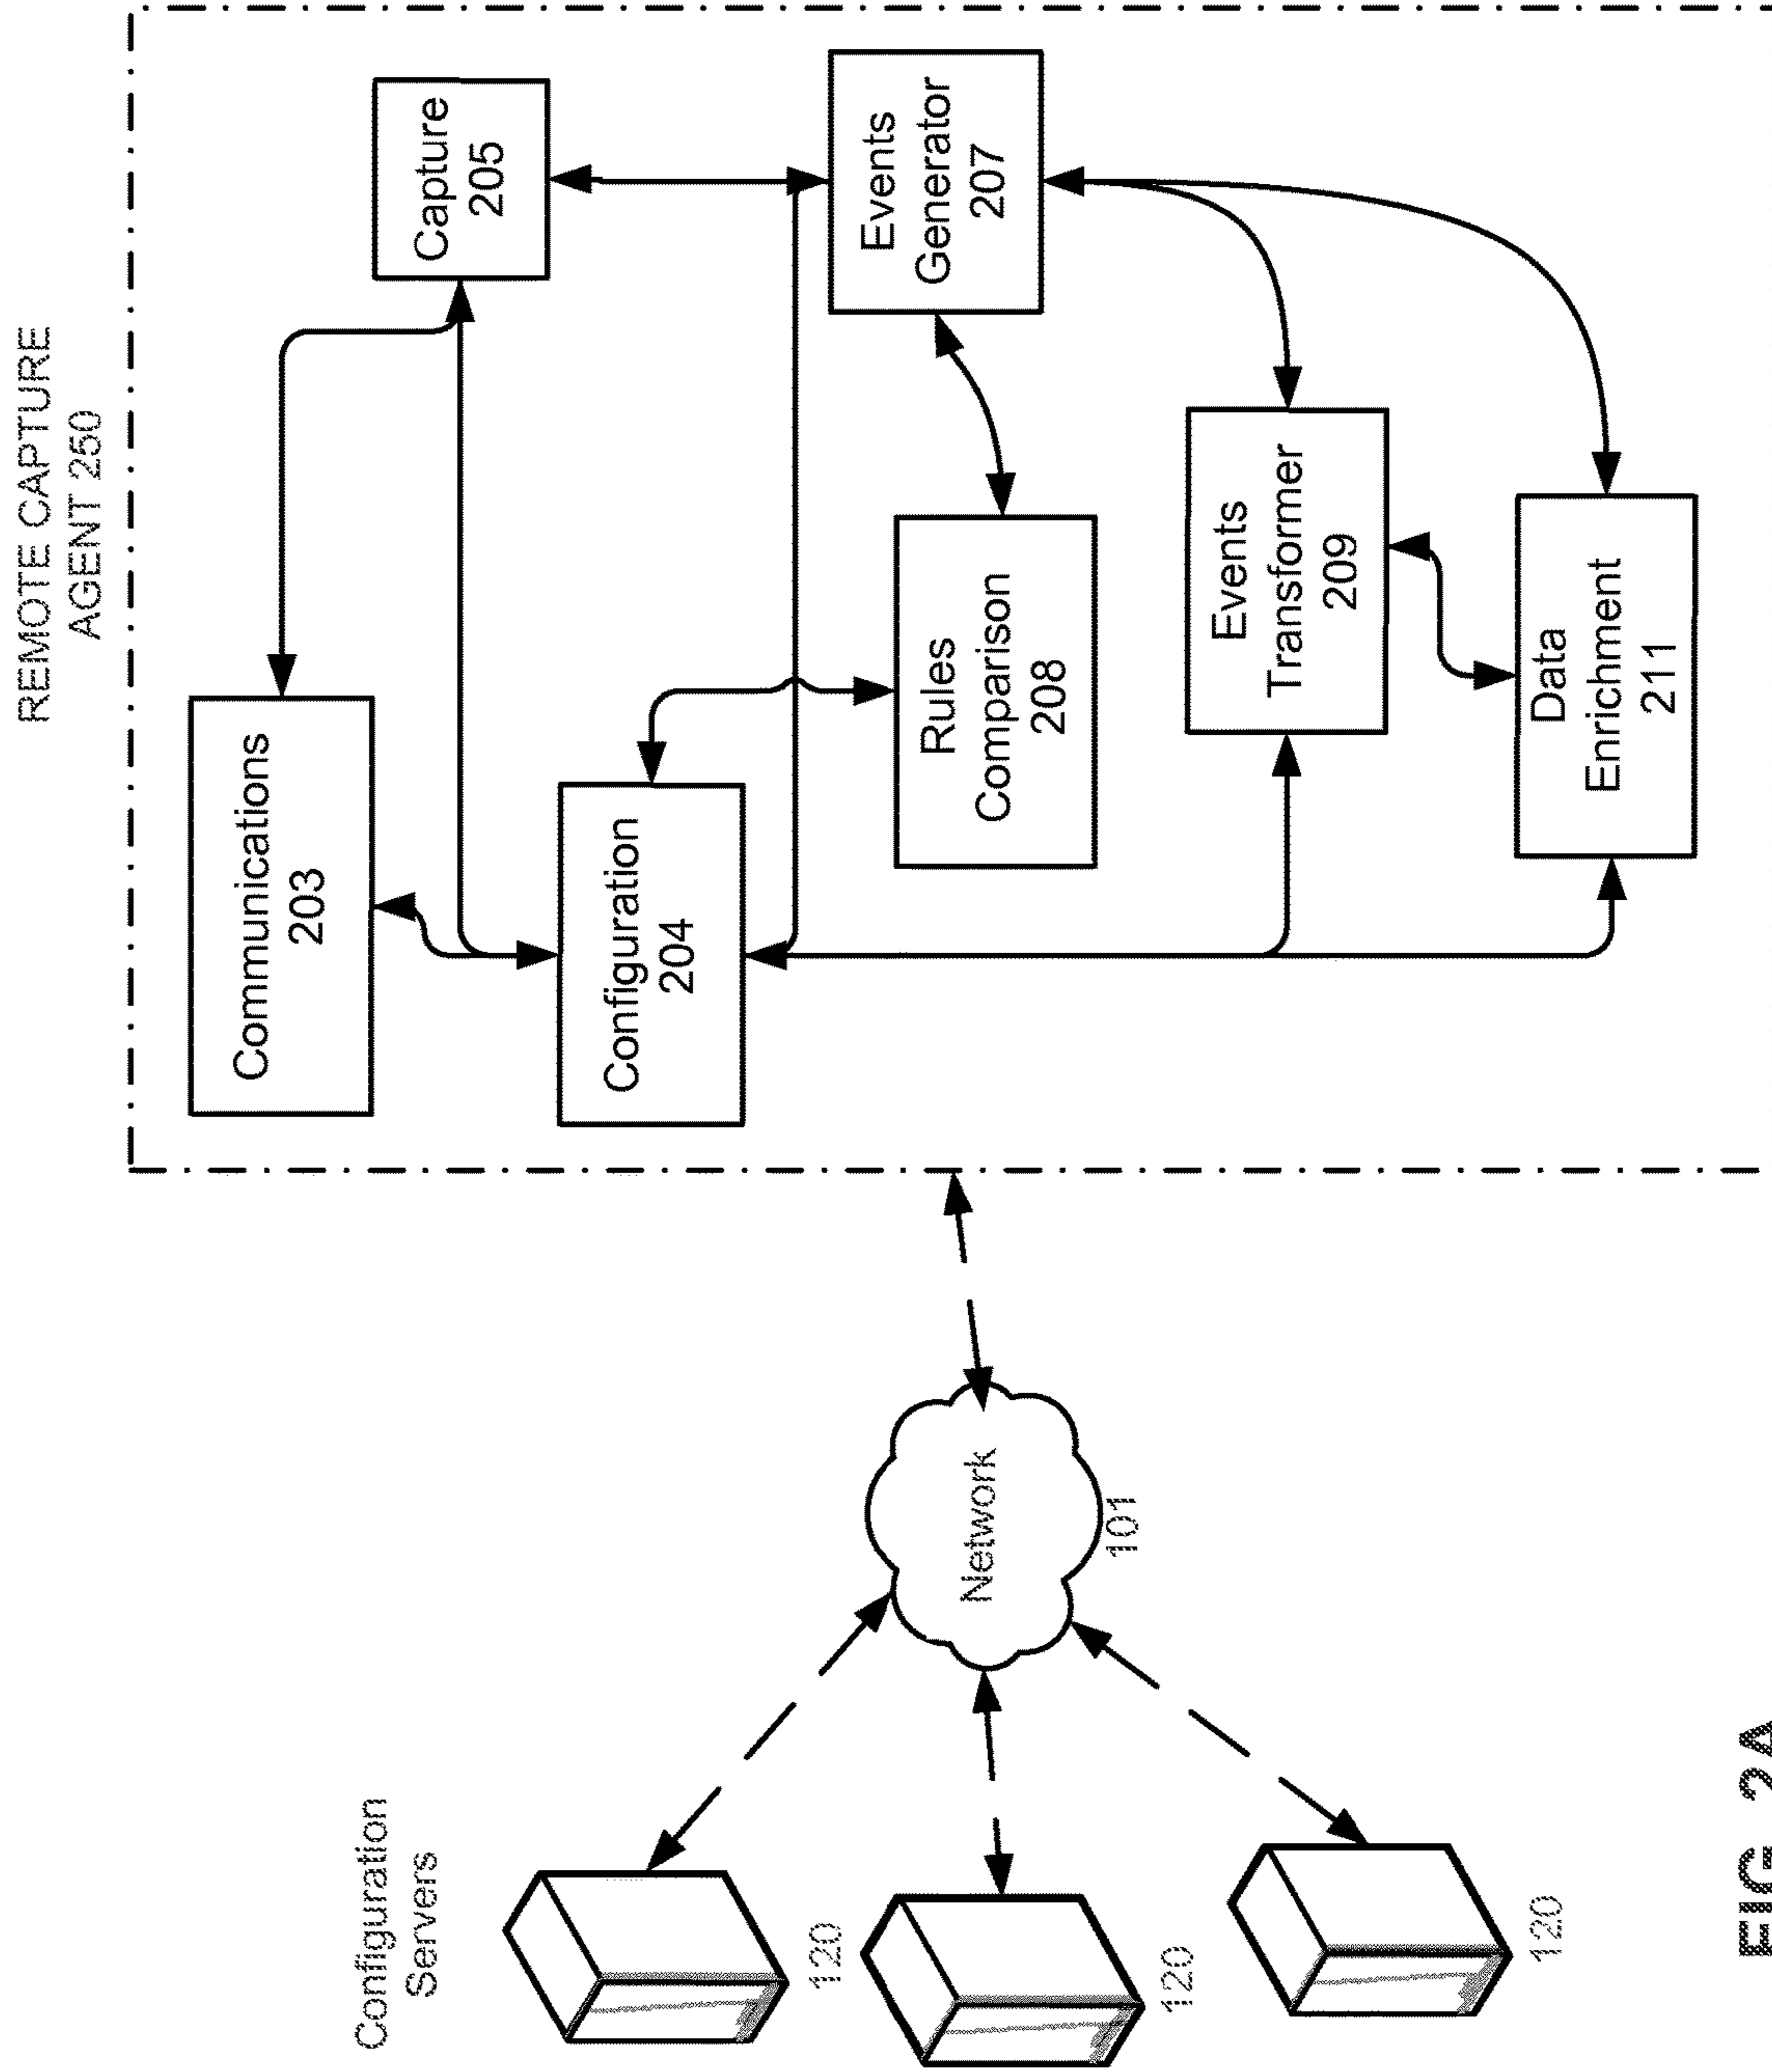 REMOTE CAPTURE
AGENT 250
Configuration
Servers
120
120
120
Network
101
Communications
203
Capture
205
Configuration
204
Events
Generator
207
Rules
Comparison
208
Events
Transformer
209
Data
Enrichment
211
FIG. 2A